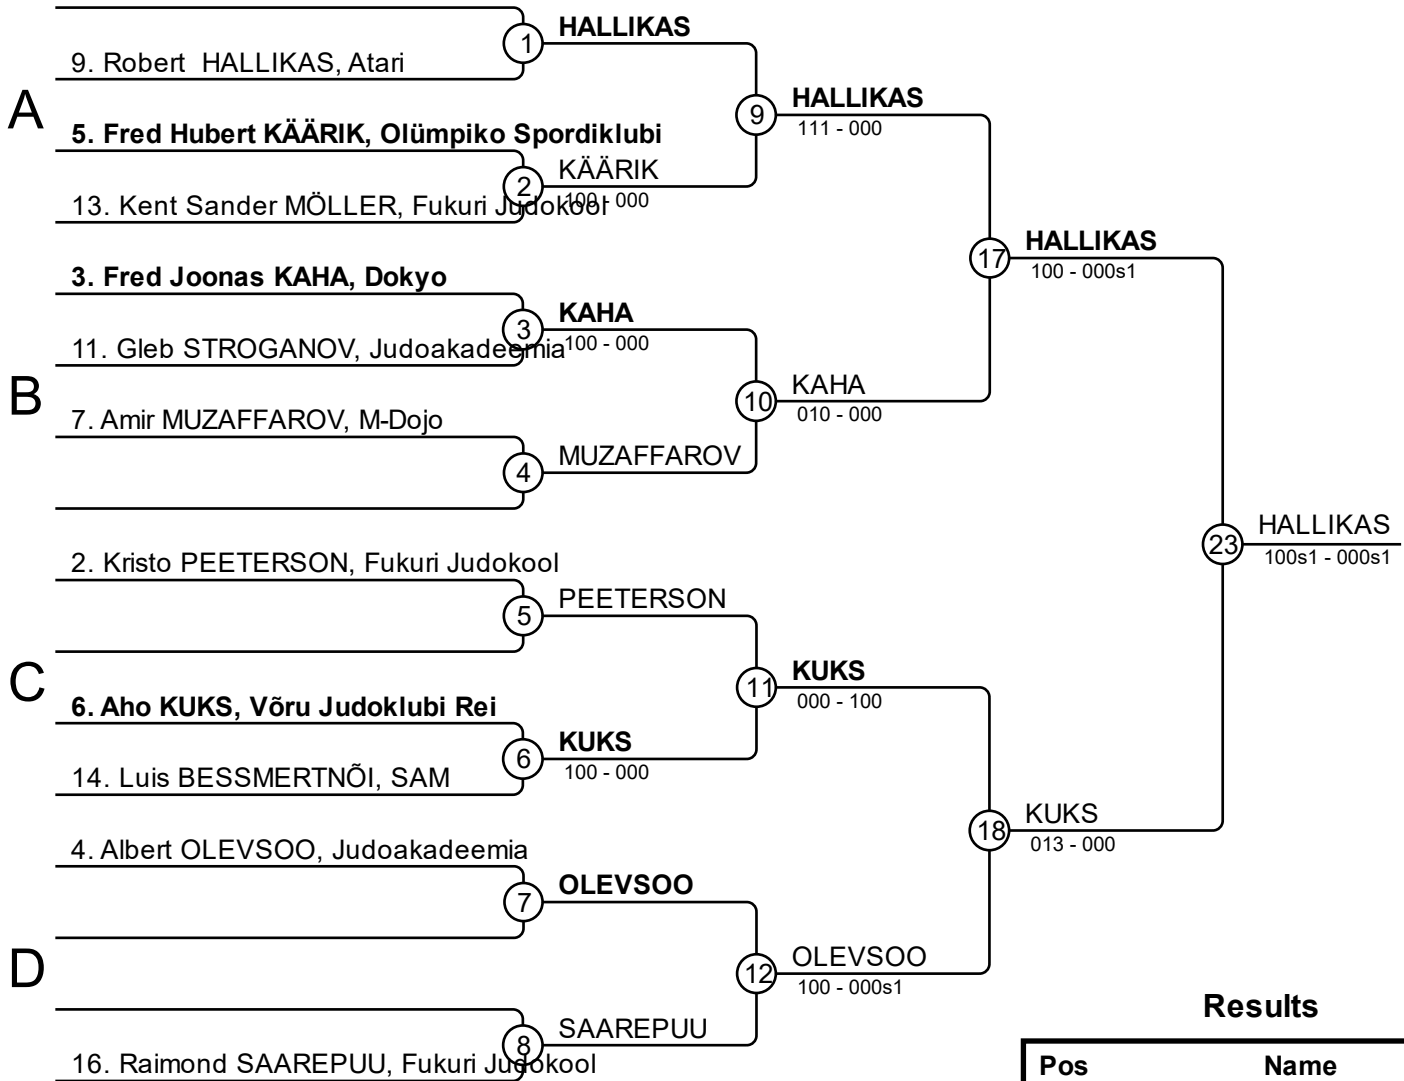 1 HALLIKAS
9. Robert HALLIKAS, Atari
A
9 HALLIKAS
111 - 000
5. Fred Hubert KÄÄRIK, Olümpiko Spordiklubi
2 KÄÄRIK
100 - 000
13. Kent Sander MÖLLER, Fukuri Judokool
17 HALLIKAS
100 - 000s1
3. Fred Joonas KAHA, Dokyo
3 KAHA
100 - 000
11. Gleb STROGANOV, Judoakadeemia
B
10 KAHA
010 - 000
7. Amir MUZAFFAROV, M-Dojo
4 MUZAFFAROV
23 HALLIKAS
100s1 - 000s1
2. Kristo PEETERSON, Fukuri Judokool
5 PEETERSON
C
11 KUKS
000 - 100
6. Aho KUKS, Võru Judoklubi Rei
6 KUKS
100 - 000
14. Luis BESSMERTNÕI, SAM
18 KUKS
013 - 000
4. Albert OLEVSOO, Judoakadeemia
7 OLEVSOO
D
12 OLEVSOO
100 - 000s1
8 SAAREPUU
16. Raimond SAAREPUU, Fukuri Judokool
Results
Pos Name